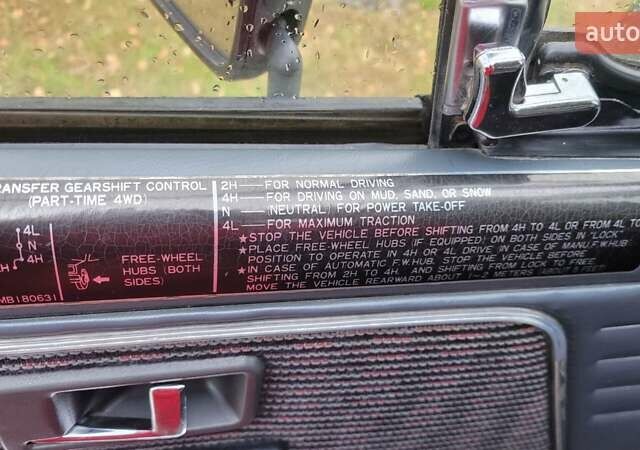 auto
TRANSFER GEARSHIFT CONTROL
(PART-TIME 4WD)
4L
N
4H
H
FREE-WHEEL
HUBS (BOTH
SIDES)
MB180631
2H — FOR NORMAL DRIVING
4H — FOR DRIVING ON MUD, SAND, OR SNOW
N — (NEUTRAL) FOR POWER TAKE-OFF
4L — FOR MAXIMUM TRACTION
★STOP THE VEHICLE BEFORE SHIFTING FROM 4H TO 4L OR FROM 4L TO
★PLACE FREE-WHEEL HUBS (IF EQUIPPED) ON BOTH SIDES IN "LOCK"
POSITION TO OPERATE IN 4H OR 4L DRIVE IN CASE OF MANU.F.W.HUB
★IN CASE OF AUTOMATIC F.W.HUB. STOP THE VEHICLE BEFORE
SHIFTING FROM 2H TO 4H. AND SHIFTING FROM LOCK TO FREE,
MOVE THE VEHICLE REARWARD ABOUT 1~2 METERS (ABOUT FEET)